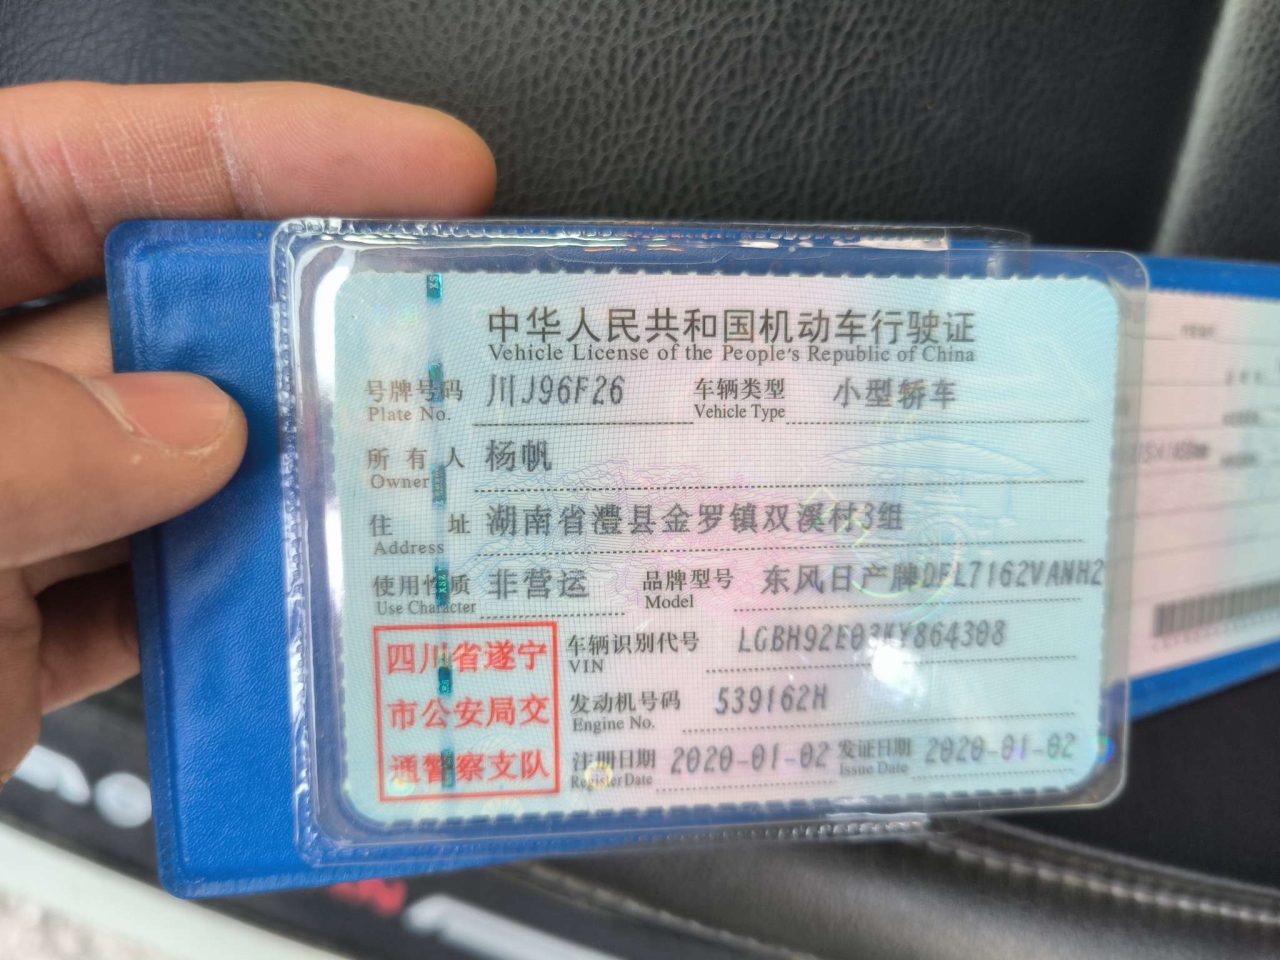 中华人民共和国机动车行驶证
Vehicle License of the People's Republic of China
号牌号码 川J96F26 车辆类型 小型轿车
Plate No. Vehicle Type
所有人 杨帆
Owner
住址 湖南省澧县金罗镇双溪村3组
Address
使用性质 非营运 品牌型号 东风日产牌DFL7162VANH2
Use Character Model
四川省遂宁
市公安局交
通警察支队
车辆识别代号 LGBH92E03KY864308
VIN
发动机号码 539162H
Engine No.
注册日期 2020-01-02 发证日期 2020-01-02
Register Date Issue Date